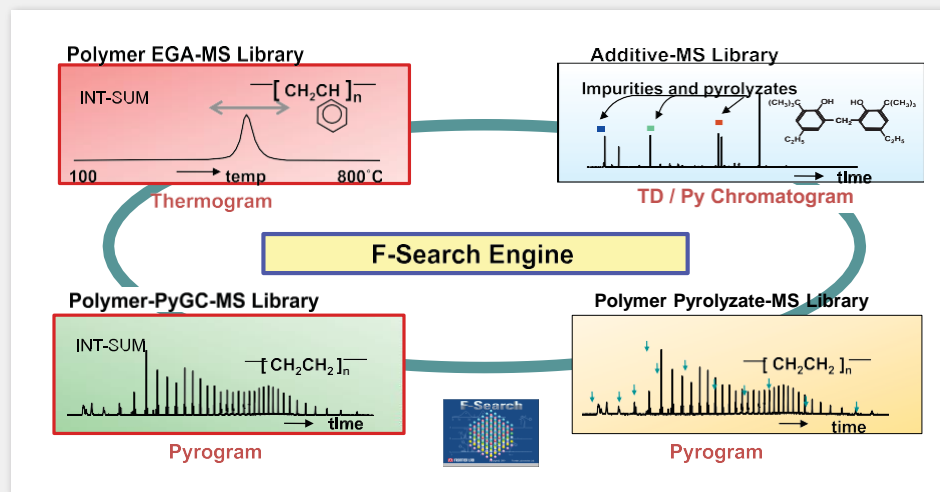 Polymer EGA-MS Library
INT-SUM
[ CH₂CH ]n
100
temp
800°C
Thermogram
Additive-MS Library
Impurities and pyrolyzates
(CH₃)₃C
OH
HO
C(CH₃)₃
CH₂
C₂H₅
C₂H₅
tIme
TD / Py Chromatogram
F-Search Engine
Polymer-PyGC-MS Library
INT-SUM
[ CH₂CH₂ ]n
tIme
Pyrogram
F-Search
Polymer Pyrolyzate-MS Library
[ CH₂CH₂ ]n
time
Pyrogram